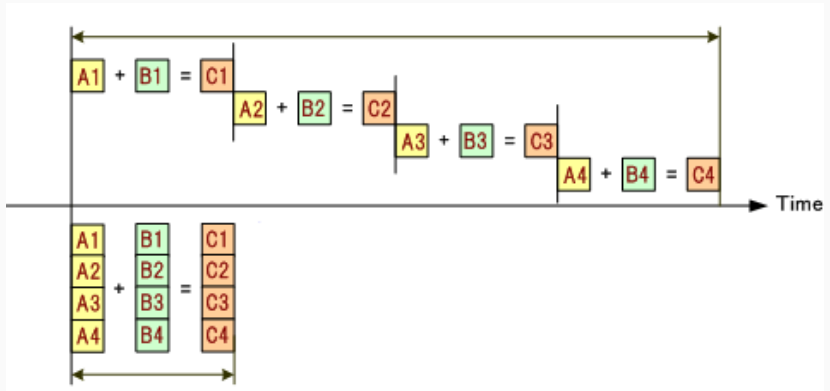 A1 + B1 = C1
A2 + B2 = C2
A3 + B3 = C3
A4 + B4 = C4
Time
A1 B1 C1
A2 B2 C2
+ =
A3 B3 C3
A4 B4 C4